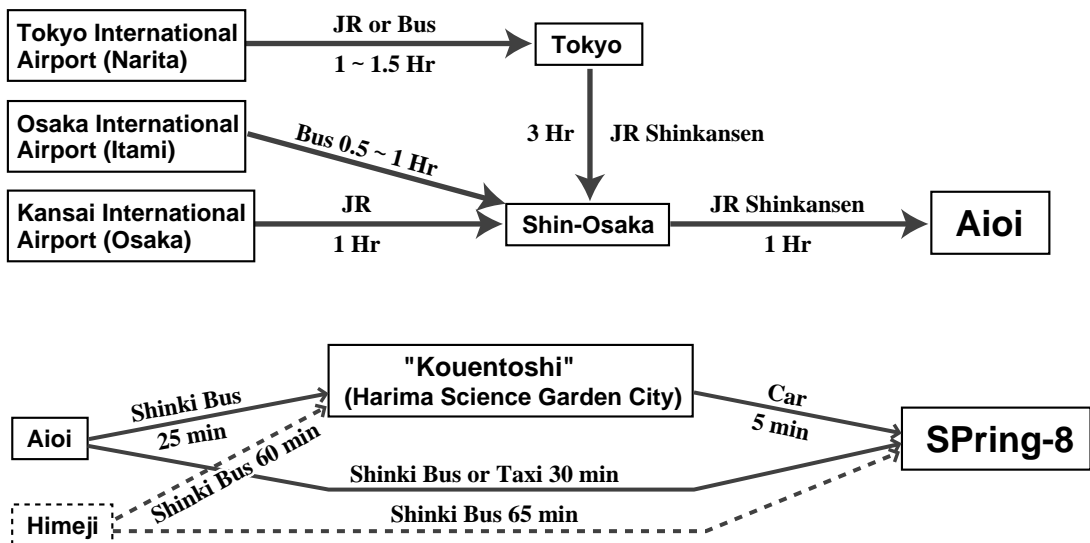 Tokyo International
Airport (Narita)
JR or Bus
1 ~ 1.5 Hr
Tokyo
Osaka International
Airport (Itami)
Bus 0.5 ~ 1 Hr
3 Hr
JR Shinkansen
Kansai International
Airport (Osaka)
JR
1 Hr
Shin-Osaka
JR Shinkansen
1 Hr
Aioi
"Kouentoshi"
(Harima Science Garden City)
Shinki Bus
25 min
Car
5 min
Aioi
SPring-8
Shinki Bus 60 min
Shinki Bus or Taxi 30 min
Himeji
Shinki Bus 65 min